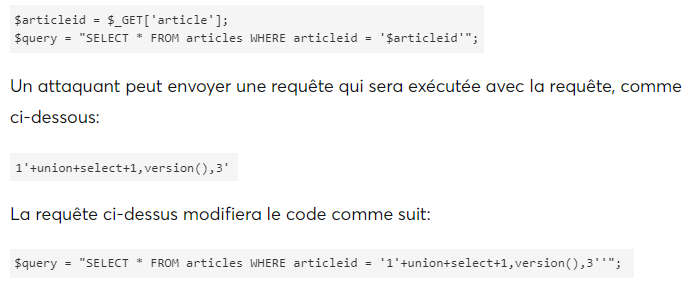 $articleid = $_GET['article'];
$query = "SELECT * FROM articles WHERE articleid = '$articleid'";
Un attaquant peut envoyer une requête qui sera exécutée avec la requête, comme
ci-dessous:
1'+union+select+1,version(),3'
La requête ci-dessus modifiera le code comme suit:
$query = "SELECT * FROM articles WHERE articleid = '1'+union+select+1,version(),3''";